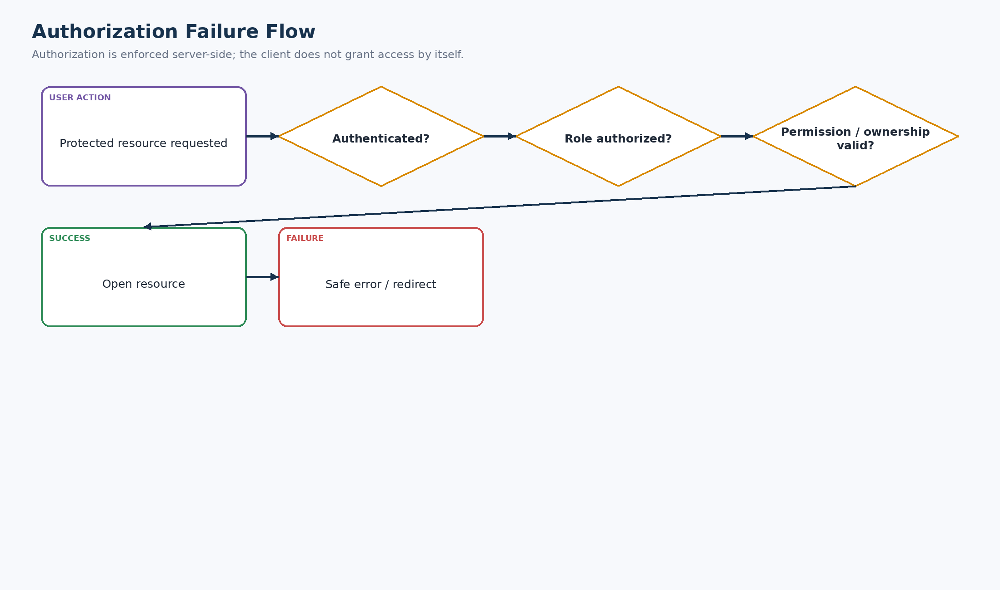 Authorization Failure Flow
Authorization is enforced server-side; the client does not grant access by itself.
USER ACTION
Protected resource requested
Authenticated?
Role authorized?
Permission / ownership
valid?
SUCCESS
Open resource
FAILURE
Safe error / redirect